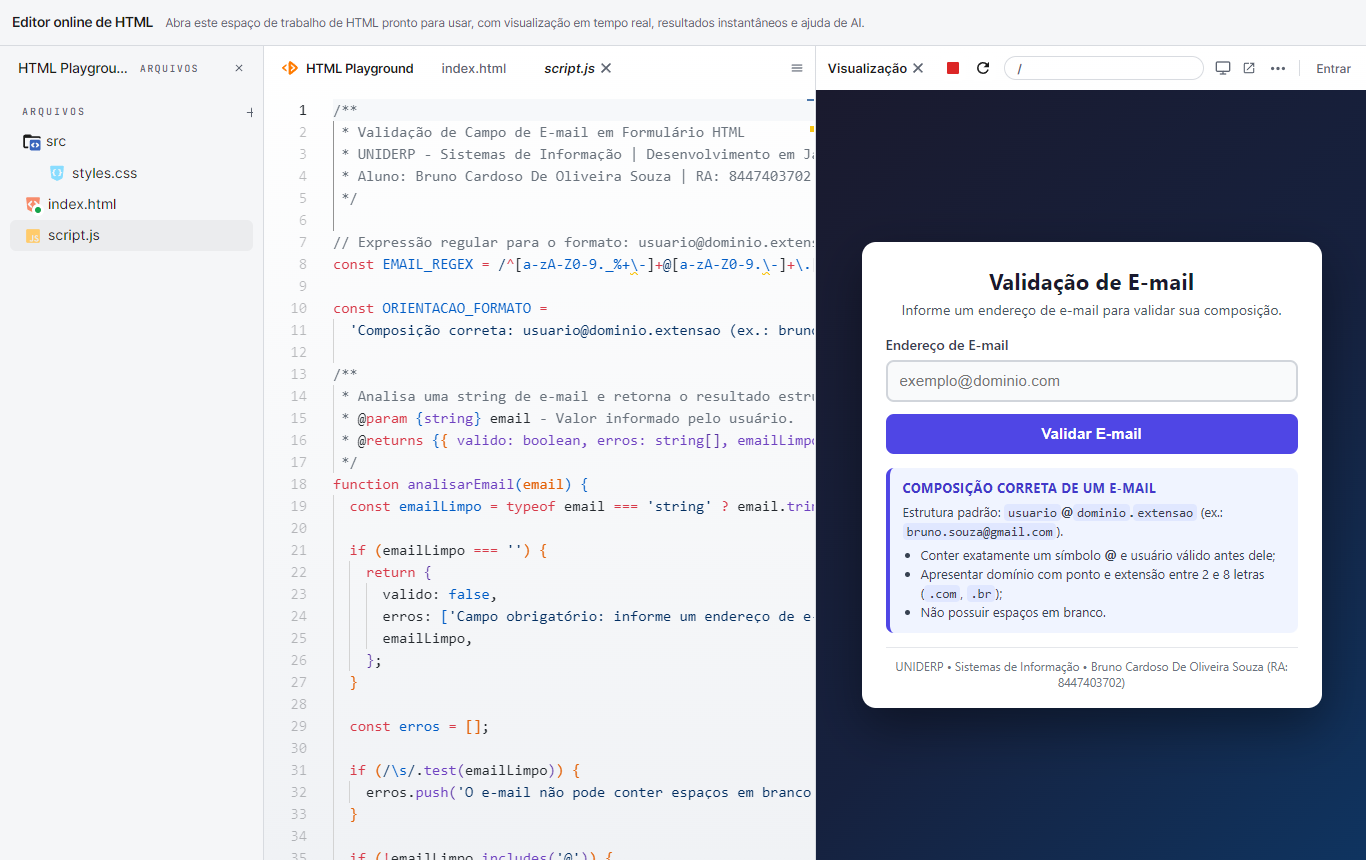 Editor online de HTML Abra este espaço de trabalho de HTML pronto para usar, com visualização em tempo real, resultados instantâneos e ajuda de AI.
HTML Playgrou... ARQUIVOS ×
ARQUIVOS +
src
styles.css
index.html
script.js
HTML Playground index.html script.js ×
1 /**
2 * Validação de Campo de E-mail em Formulário HTML
3 * UNIDERP - Sistemas de Informação | Desenvolvimento em Ja
4 * Aluno: Bruno Cardoso De Oliveira Souza | RA: 8447403702
5 */
6
7 // Expressão regular para o formato: usuario@dominio.extens
8 const EMAIL_REGEX = /^[a-zA-Z0-9._%+\-]+@[a-zA-Z0-9.\-]+\.
9
10 const ORIENTACAO_FORMATO =
11 'Composição correta: usuario@dominio.extensao (ex.: brun
12
13 /**
14 * Analisa uma string de e-mail e retorna o resultado estru
15 * @param {string} email - Valor informado pelo usuário.
16 * @returns {{ valido: boolean, erros: string[], emailLimpo
17 */
18 function analisarEmail(email) {
19 const emailLimpo = typeof email === 'string' ? email.trim
20
21 if (emailLimpo === '') {
22 return {
23 valido: false,
24 erros: ['Campo obrigatório: informe um endereço de e-
25 emailLimpo,
26 };
27 }
28
29 const erros = [];
30
31 if (/\s/.test(emailLimpo)) {
32 erros.push('O e-mail não pode conter espaços em branco
33 }
34
35 if (!emailLimpo.includes('@')) {
Visualização × / Entrar
Validação de E-mail
Informe um endereço de e-mail para validar sua composição.
Endereço de E-mail
exemplo@dominio.com
Validar E-mail
COMPOSIÇÃO CORRETA DE UM E-MAIL
Estrutura padrão: usuario @ dominio . extensao (ex.:
bruno.souza@gmail.com ).
• Conter exatamente um símbolo @ e usuário válido antes dele;
• Apresentar domínio com ponto e extensão entre 2 e 8 letras
( .com , .br );
• Não possuir espaços em branco.
UNIDERP • Sistemas de Informação • Bruno Cardoso De Oliveira Souza (RA:
8447403702)